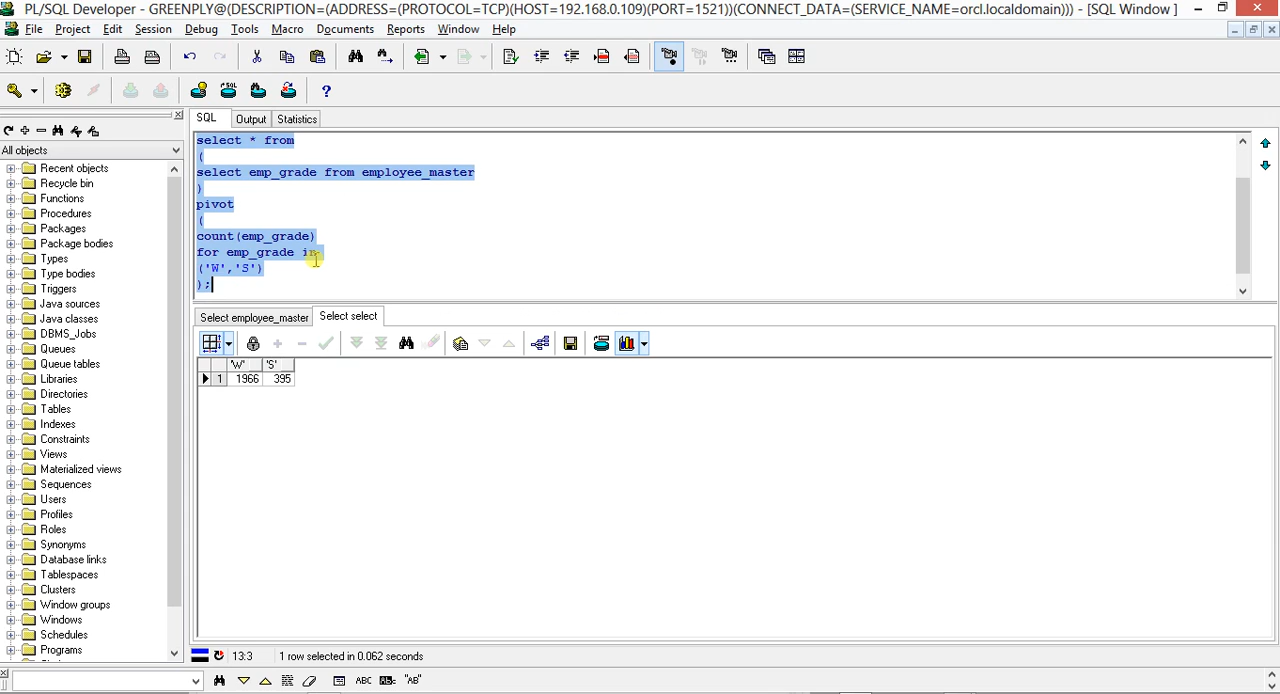 PL/SQL Developer - GREENPLY@(DESCRIPTION=(ADDRESS=(PROTOCOL=TCP)(HOST=192.168.0.109)(PORT=1521))(CONNECT_DATA=(SERVICE_NAME=orcl.localdomain))) - [SQL Window ]
File Project Edit Session Debug Tools Macro Documents Reports Window Help
SQL Output Statistics
All objects
Recent objects
Recycle bin
Functions
Procedures
Packages
Package bodies
Types
Type bodies
Triggers
Java sources
Java classes
DBMS_Jobs
Queues
Queue tables
Libraries
Directories
Tables
Indexes
Constraints
Views
Materialized views
Sequences
Users
Profiles
Roles
Synonyms
Database links
Tablespaces
Clusters
Window groups
Windows
Schedules
Programs
select * from
(
select emp_grade from employee_master
)
pivot
(
count(emp_grade)
for emp_grade in
('W','S')
);
Select employee_master Select select
'W' 'S'
1 1966 395
13:3 1 row selected in 0.062 seconds
ABC "AB"